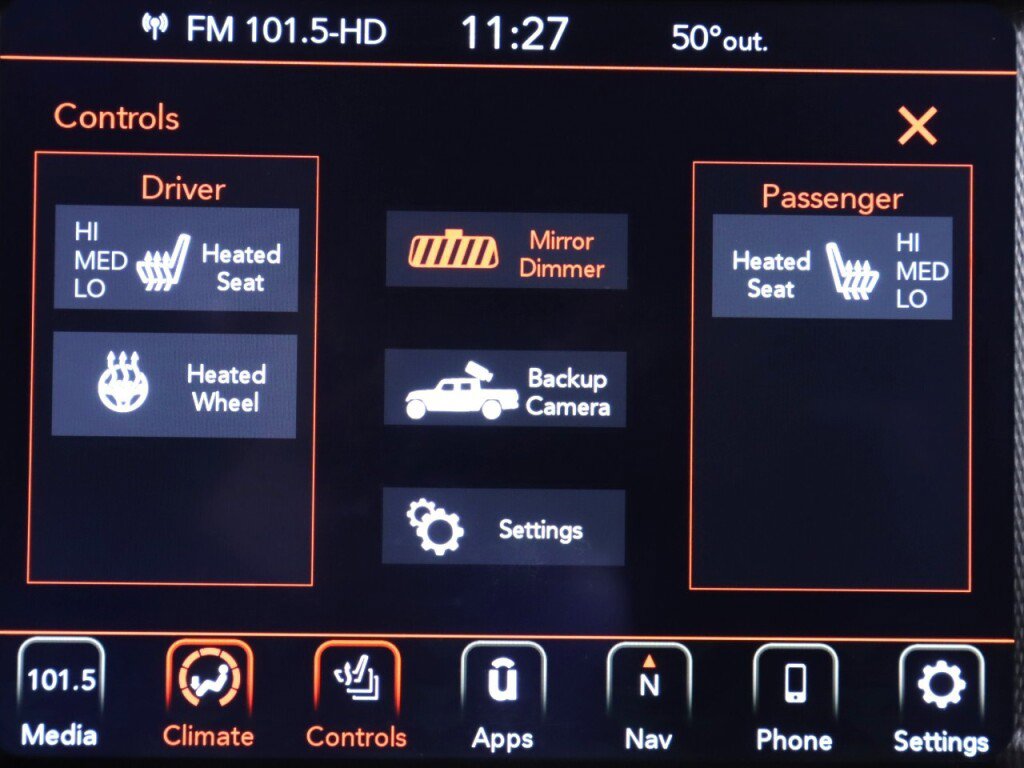 FM 101.5-HD 11:27 50°out.
Controls
Driver
HI
MED
LO
Heated
Seat
Heated
Wheel
Mirror
Dimmer
Backup
Camera
Settings
Passenger
Heated
Seat
HI
MED
LO
101.5
Media
Climate
Controls
ū
Apps
N
Nav
Phone
Settings